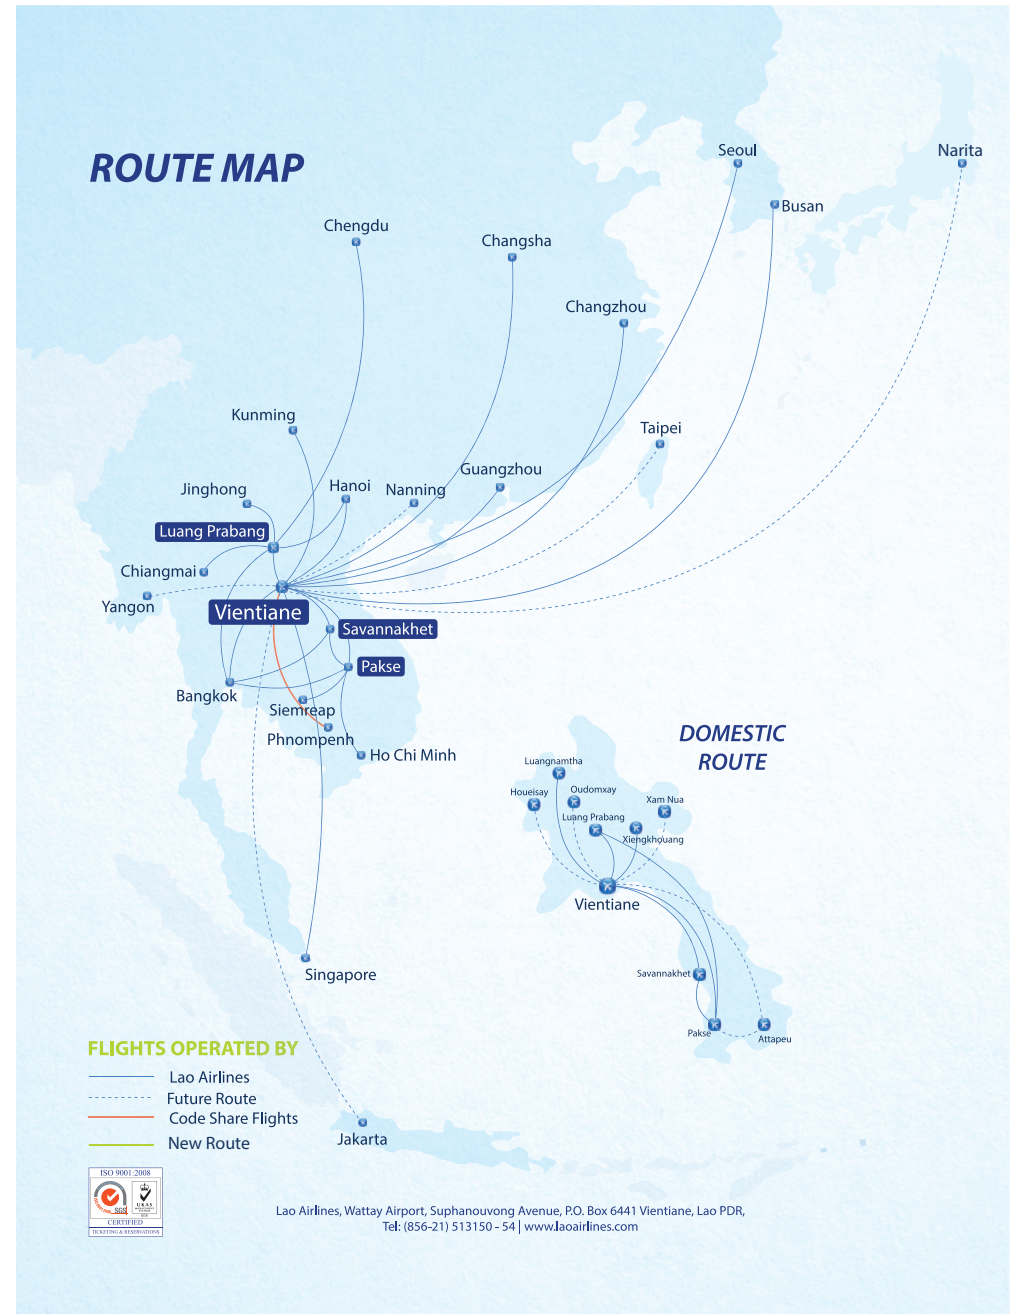 ROUTE MAP
Seoul
Narita
Busan
Chengdu
Changsha
Changzhou
Kunming
Taipei
Guangzhou
Jinghong
Hanoi
Nanning
Luang Prabang
Chiangmai
Yangon
Vientiane
Savannakhet
Pakse
Bangkok
Siemreap
Phnompenh
Ho Chi Minh
Singapore
Jakarta
DOMESTIC
ROUTE
Luangnamtha
Houeisay
Oudomxay
Xam Nua
Luang Prabang
Xiengkhouang
Vientiane
Savannakhet
Pakse
Attapeu
FLIGHTS OPERATED BY
Lao Airlines
Future Route
Code Share Flights
New Route
ISO 9001:2008
SGS
UKAS
CERTIFIED
TICKETING & RESERVATIONS
Lao Airlines, Wattay Airport, Suphanouvong Avenue, P.O. Box 6441 Vientiane, Lao PDR,
Tel: (856-21) 513150 - 54 | www.laoairlines.com